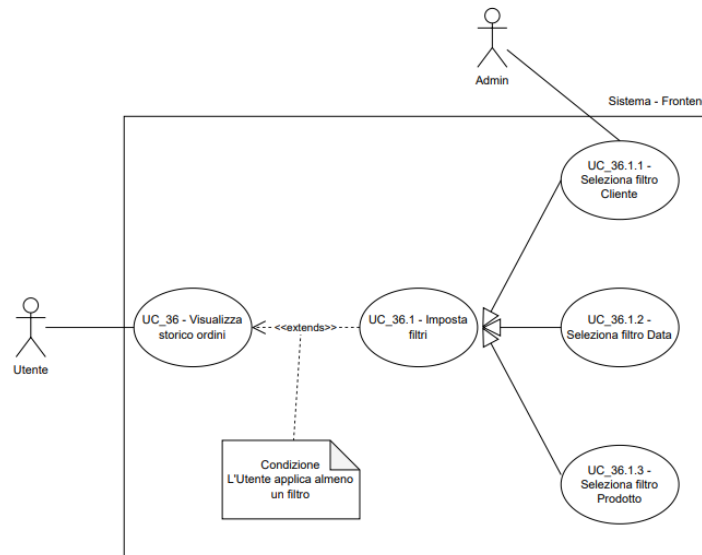 Admin
Sistema - Fronten
UC_36.1.1 -
Seleziona filtro
Cliente
UC_36 - Visualizza
storico ordini
<<extends>>
UC_36.1 - Imposta
filtri
UC_36.1.2 -
Seleziona filtro Data
Utente
Condizione
L'Utente applica almeno
un filtro
UC_36.1.3 -
Seleziona filtro
Prodotto